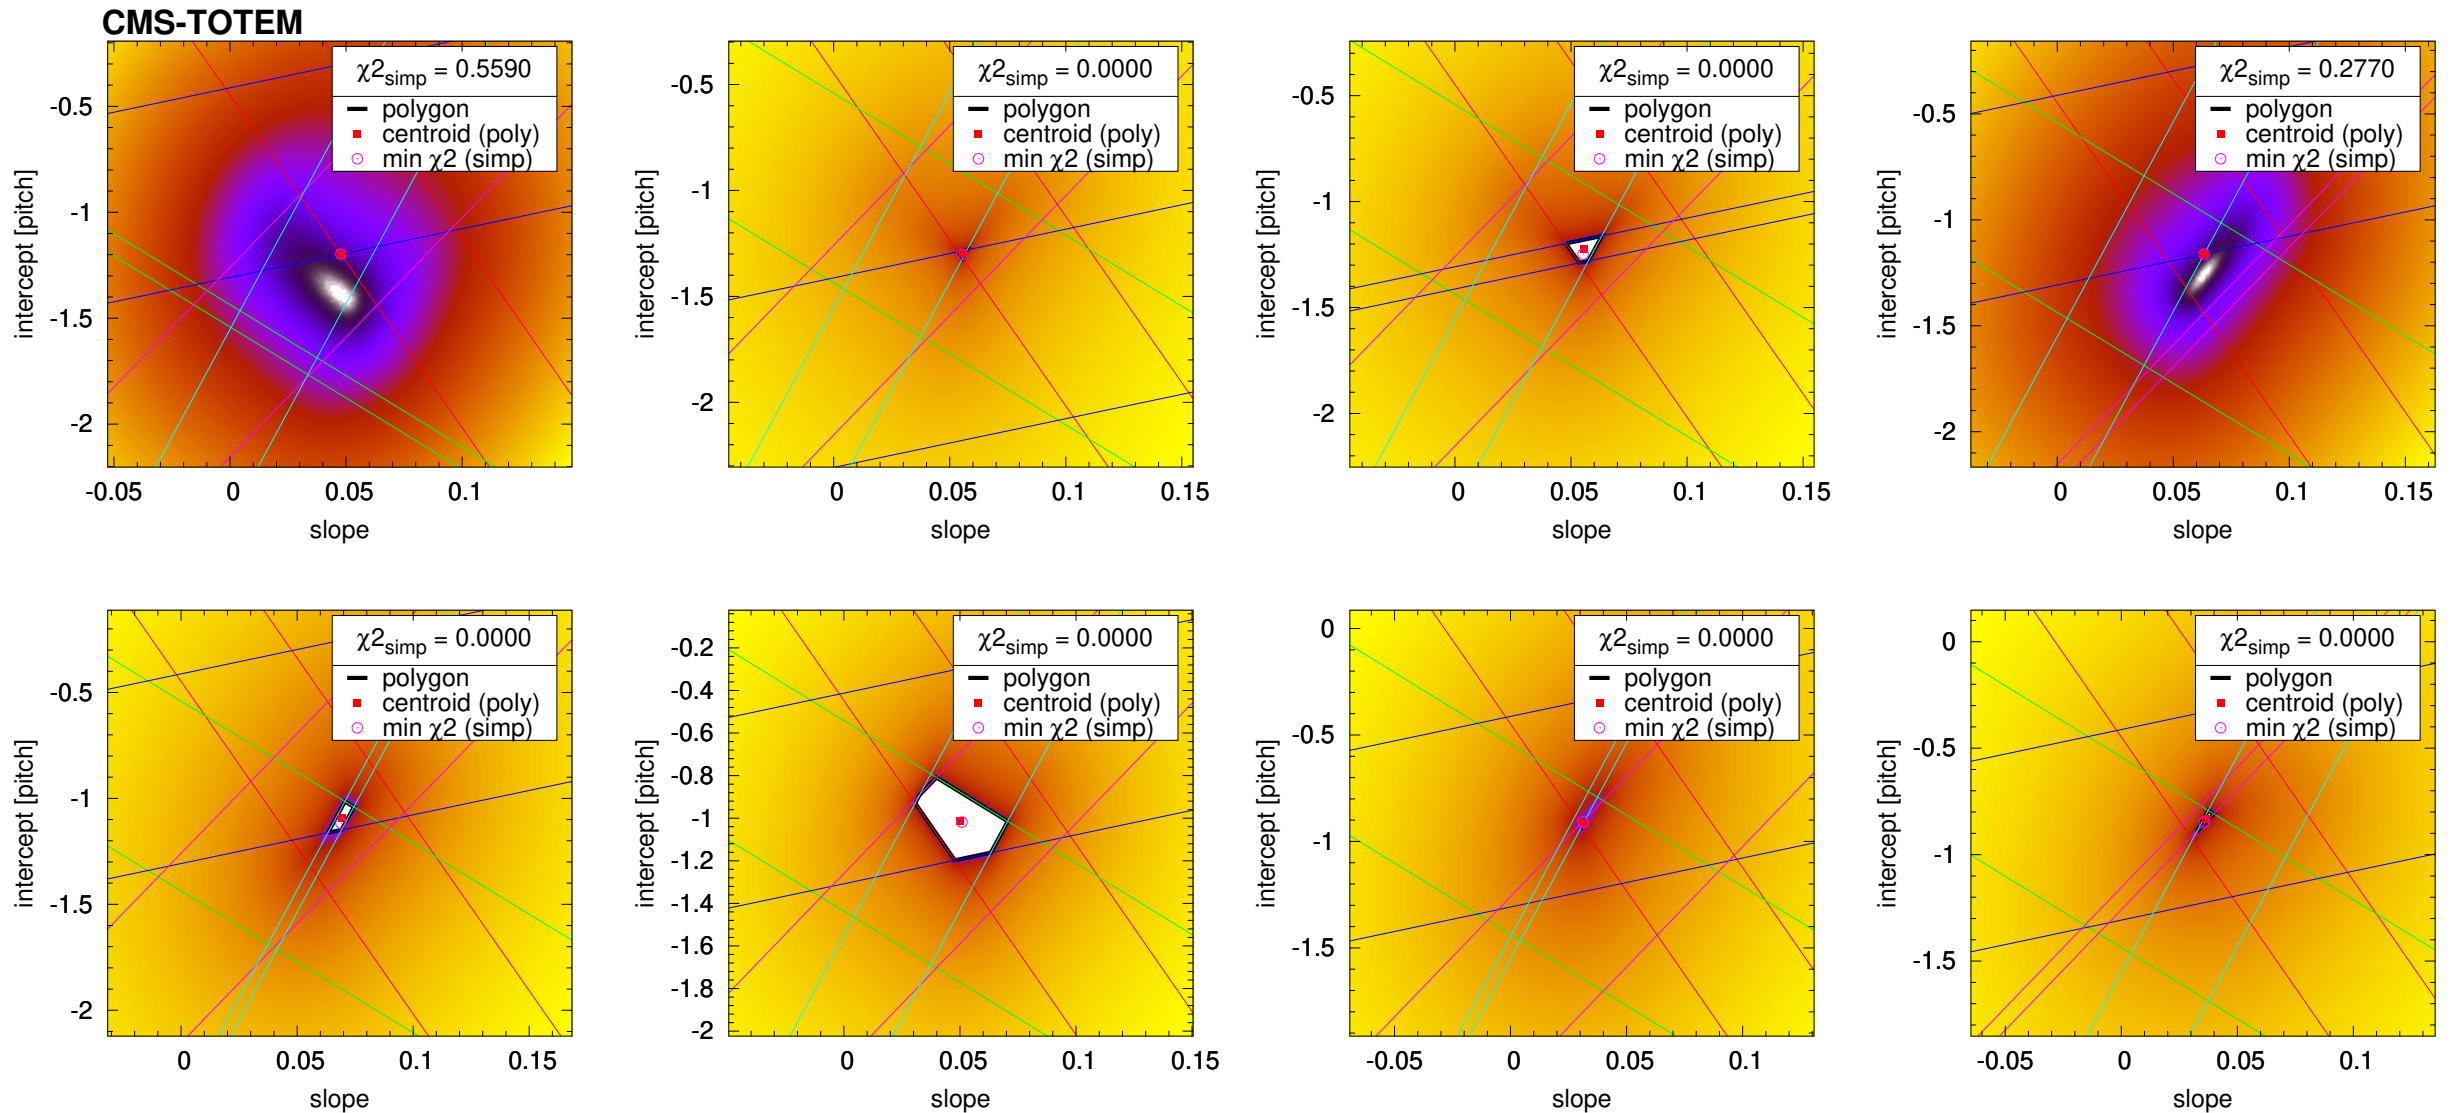 CMS-TOTEM
χ2simp = 0.5590
polygon
centroid (poly)
min χ2 (simp)
-0.5
-1
-1.5
-2
intercept [pitch]
-0.05 0 0.05 0.1
slope
χ2simp = 0.0000
polygon
centroid (poly)
min χ2 (simp)
-0.5
-1
-1.5
-2
intercept [pitch]
0 0.05 0.1 0.15
slope
χ2simp = 0.0000
polygon
centroid (poly)
min χ2 (simp)
-0.5
-1
-1.5
-2
intercept [pitch]
0 0.05 0.1 0.15
slope
χ2simp = 0.2770
polygon
centroid (poly)
min χ2 (simp)
-0.5
-1
-1.5
-2
intercept [pitch]
0 0.05 0.1 0.15
slope
χ2simp = 0.0000
polygon
centroid (poly)
min χ2 (simp)
-0.5
-1
-1.5
-2
intercept [pitch]
0 0.05 0.1 0.15
slope
χ2simp = 0.0000
polygon
centroid (poly)
min χ2 (simp)
-0.2
-0.4
-0.6
-0.8
-1
-1.2
-1.4
-1.6
-1.8
-2
intercept [pitch]
0 0.05 0.1 0.15
slope
χ2simp = 0.0000
polygon
centroid (poly)
min χ2 (simp)
0
-0.5
-1
-1.5
intercept [pitch]
-0.05 0 0.05 0.1
slope
χ2simp = 0.0000
polygon
centroid (poly)
min χ2 (simp)
0
-0.5
-1
-1.5
intercept [pitch]
-0.05 0 0.05 0.1
slope